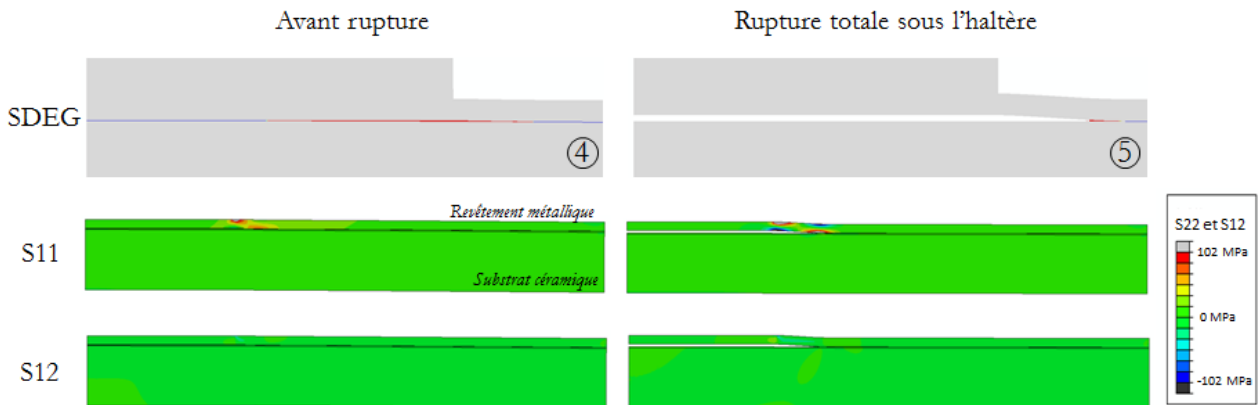 Avant rupture
Rupture totale sous l'haltère
SDEG
4
5
Revêtement métallique
S11
Substrat céramique
S12
S22 et S12
102 MPa
0 MPa
-102 MPa